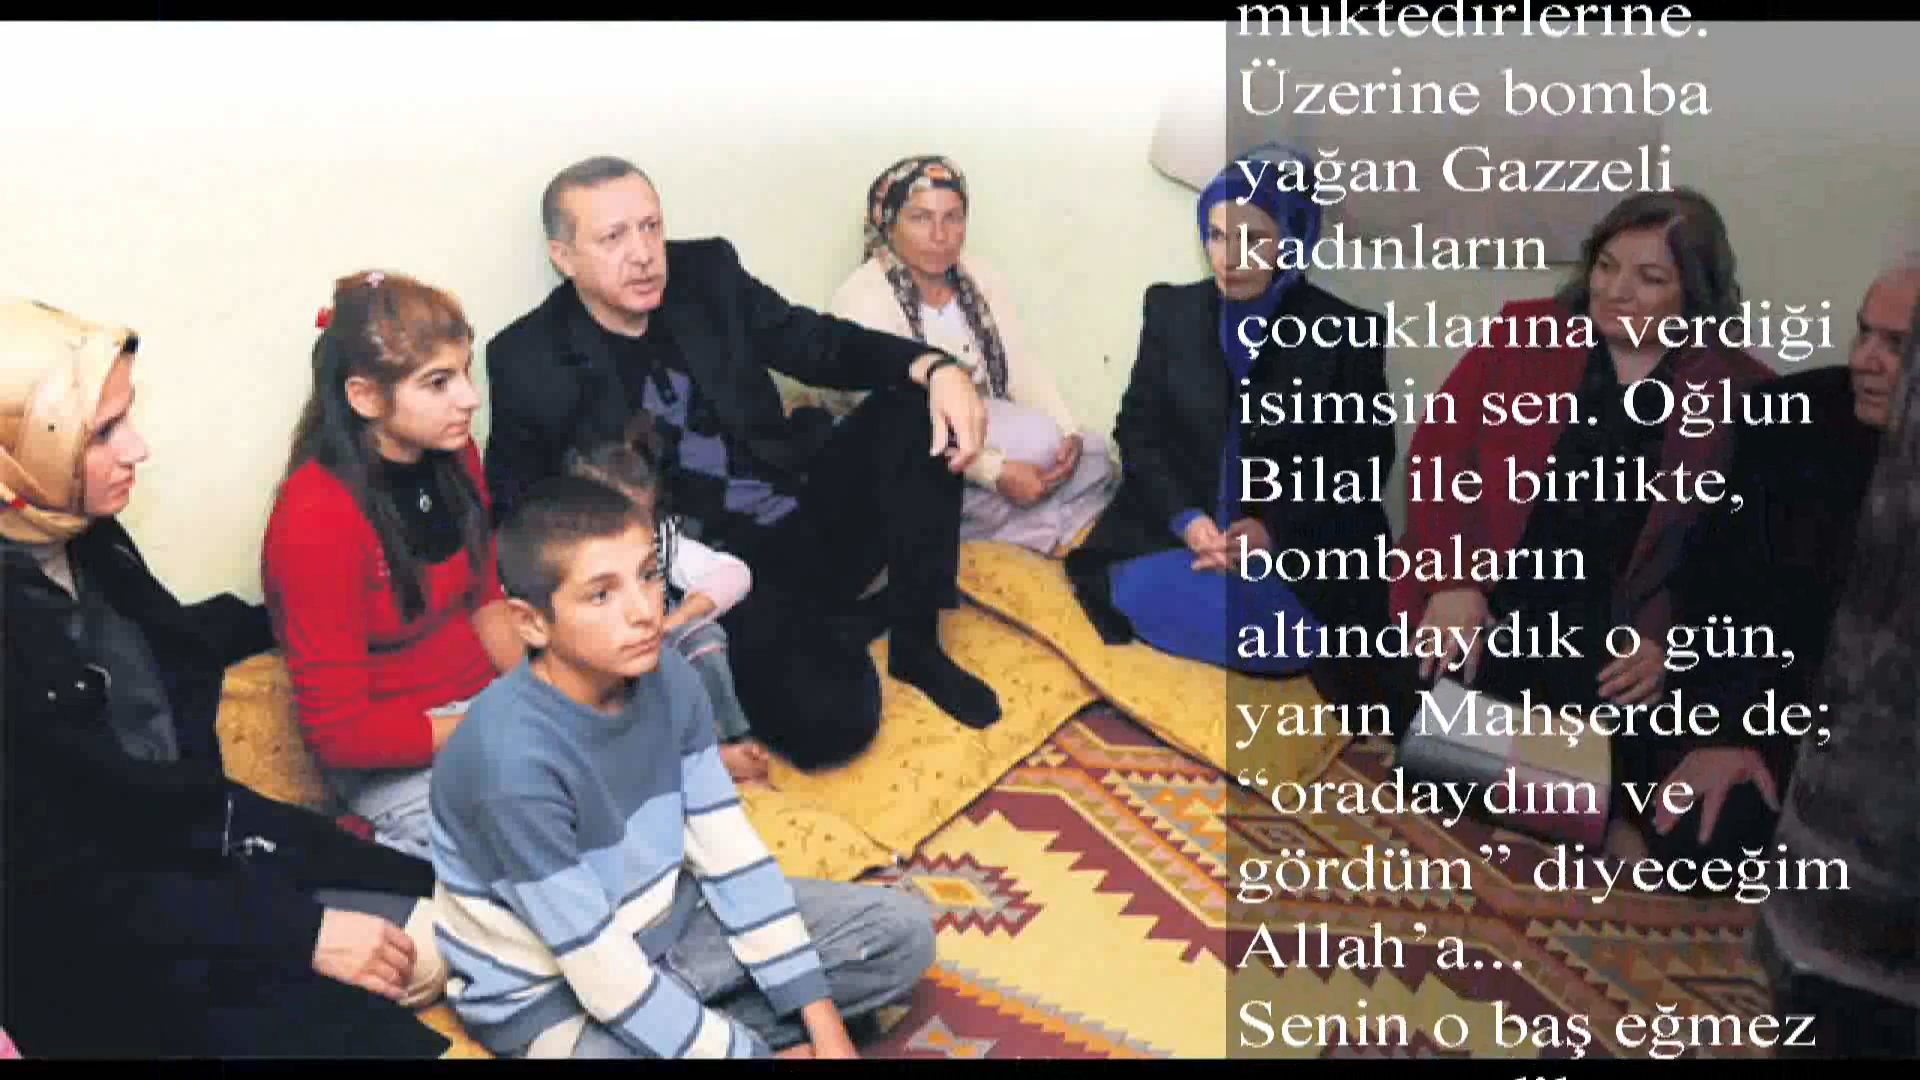 muktedirlerine.
Üzerine bomba
yağan Gazzeli
kadınların
çocuklarına verdiği
isimsin sen. Oğlun
Bilal ile birlikte,
bombaların
altındaydık o gün,
yarın Mahşerde de;
“oradaydım ve
gördüm” diyeceğim
Allah’a...
Senin o baş eğmez